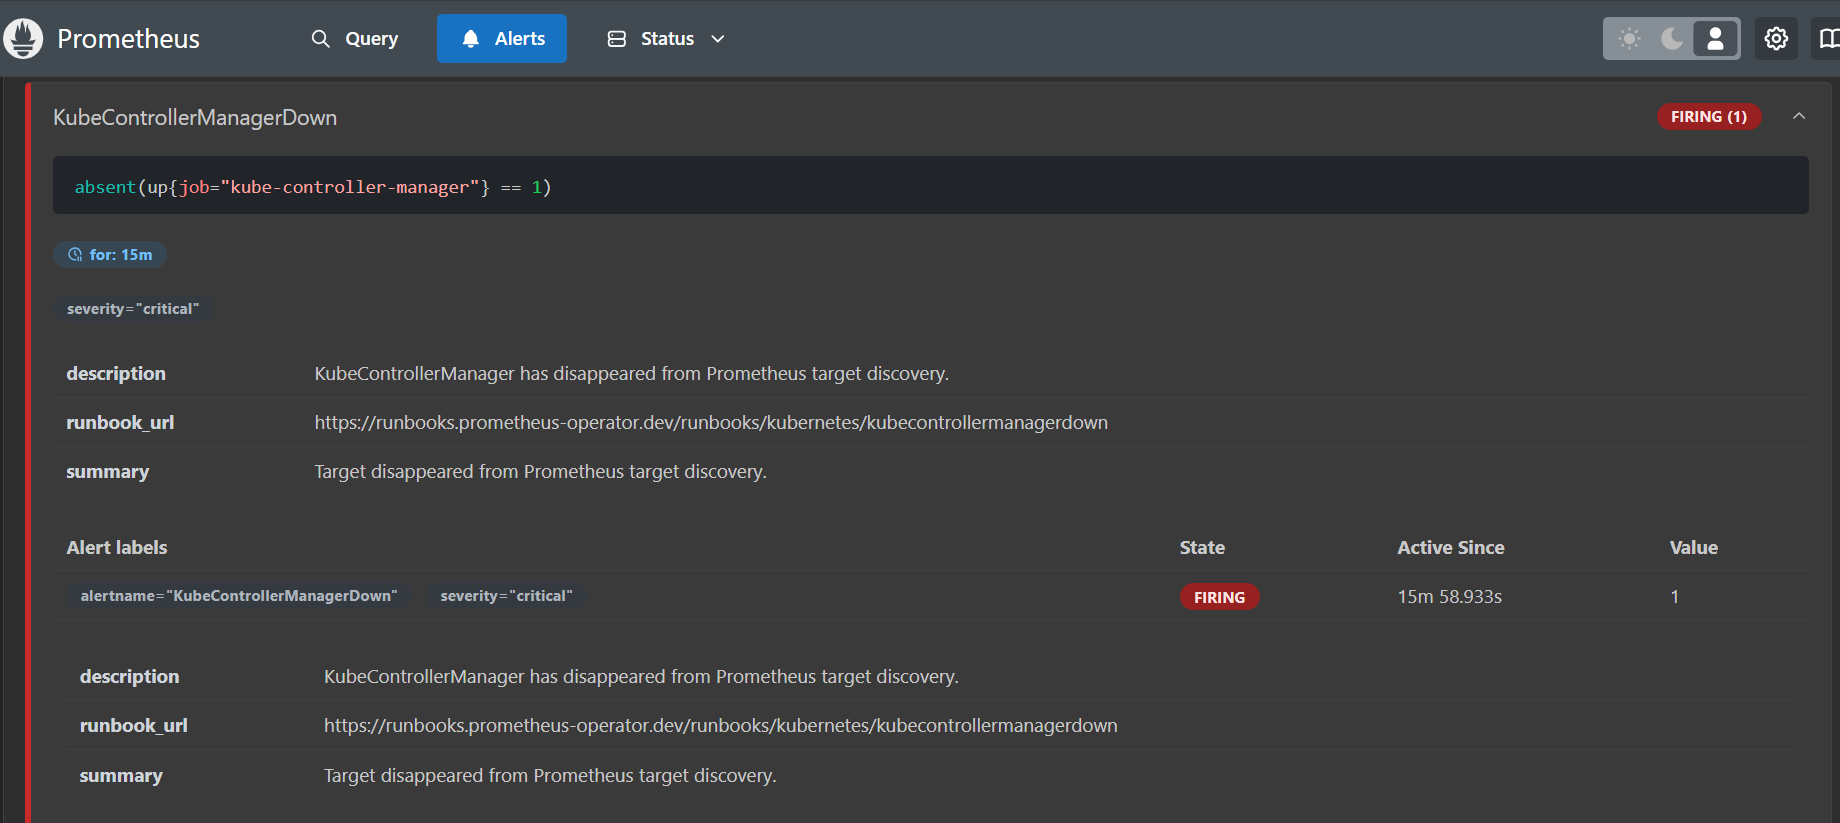 Prometheus Query Alerts Status
KubeControllerManagerDown FIRING (1)
absent(up{job="kube-controller-manager"} == 1)
for: 15m
severity="critical"
description KubeControllerManager has disappeared from Prometheus target discovery.
runbook_url https://runbooks.prometheus-operator.dev/runbooks/kubernetes/kubecontrollermanagerdown
summary Target disappeared from Prometheus target discovery.
Alert labels State Active Since Value
alertname="KubeControllerManagerDown" severity="critical" FIRING 15m 58.933s 1
description KubeControllerManager has disappeared from Prometheus target discovery.
runbook_url https://runbooks.prometheus-operator.dev/runbooks/kubernetes/kubecontrollermanagerdown
summary Target disappeared from Prometheus target discovery.